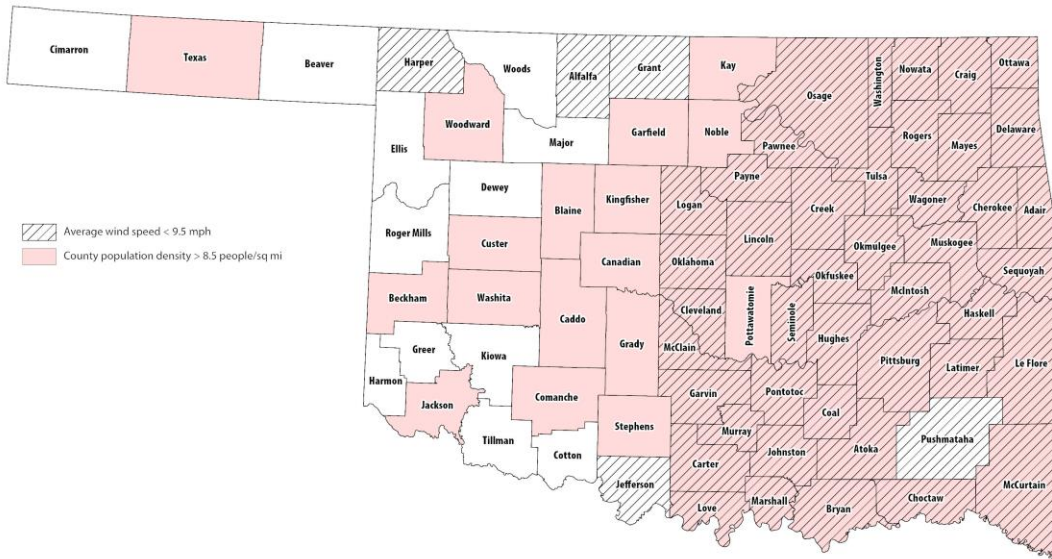 Cimarron
Texas
Beaver
Harper
Woods
Alfalfa
Grant
Kay
Osage
Washington
Nowata
Craig
Ottawa
Woodward
Ellis
Major
Garfield
Noble
Pawnee
Rogers
Mayes
Delaware
Dewey
Blaine
Kingfisher
Logan
Payne
Creek
Tulsa
Wagoner
Cherokee
Adair
Average wind speed < 9.5 mph
County population density > 8.5 people/sq mi
Roger Mills
Custer
Canadian
Oklahoma
Lincoln
Okmulgee
Muskogee
Sequoyah
Beckham
Washita
Caddo
Cleveland
Pottawatomie
Seminole
Okfuskee
McIntosh
Haskell
Greer
Kiowa
Grady
McClain
Hughes
Pittsburg
Latimer
Le Flore
Harmon
Jackson
Comanche
Stephens
Garvin
Pontotoc
Coal
Tillman
Cotton
Murray
Johnston
Atoka
Pushmataha
Jefferson
Carter
Love
Marshall
Bryan
Choctaw
McCurtain